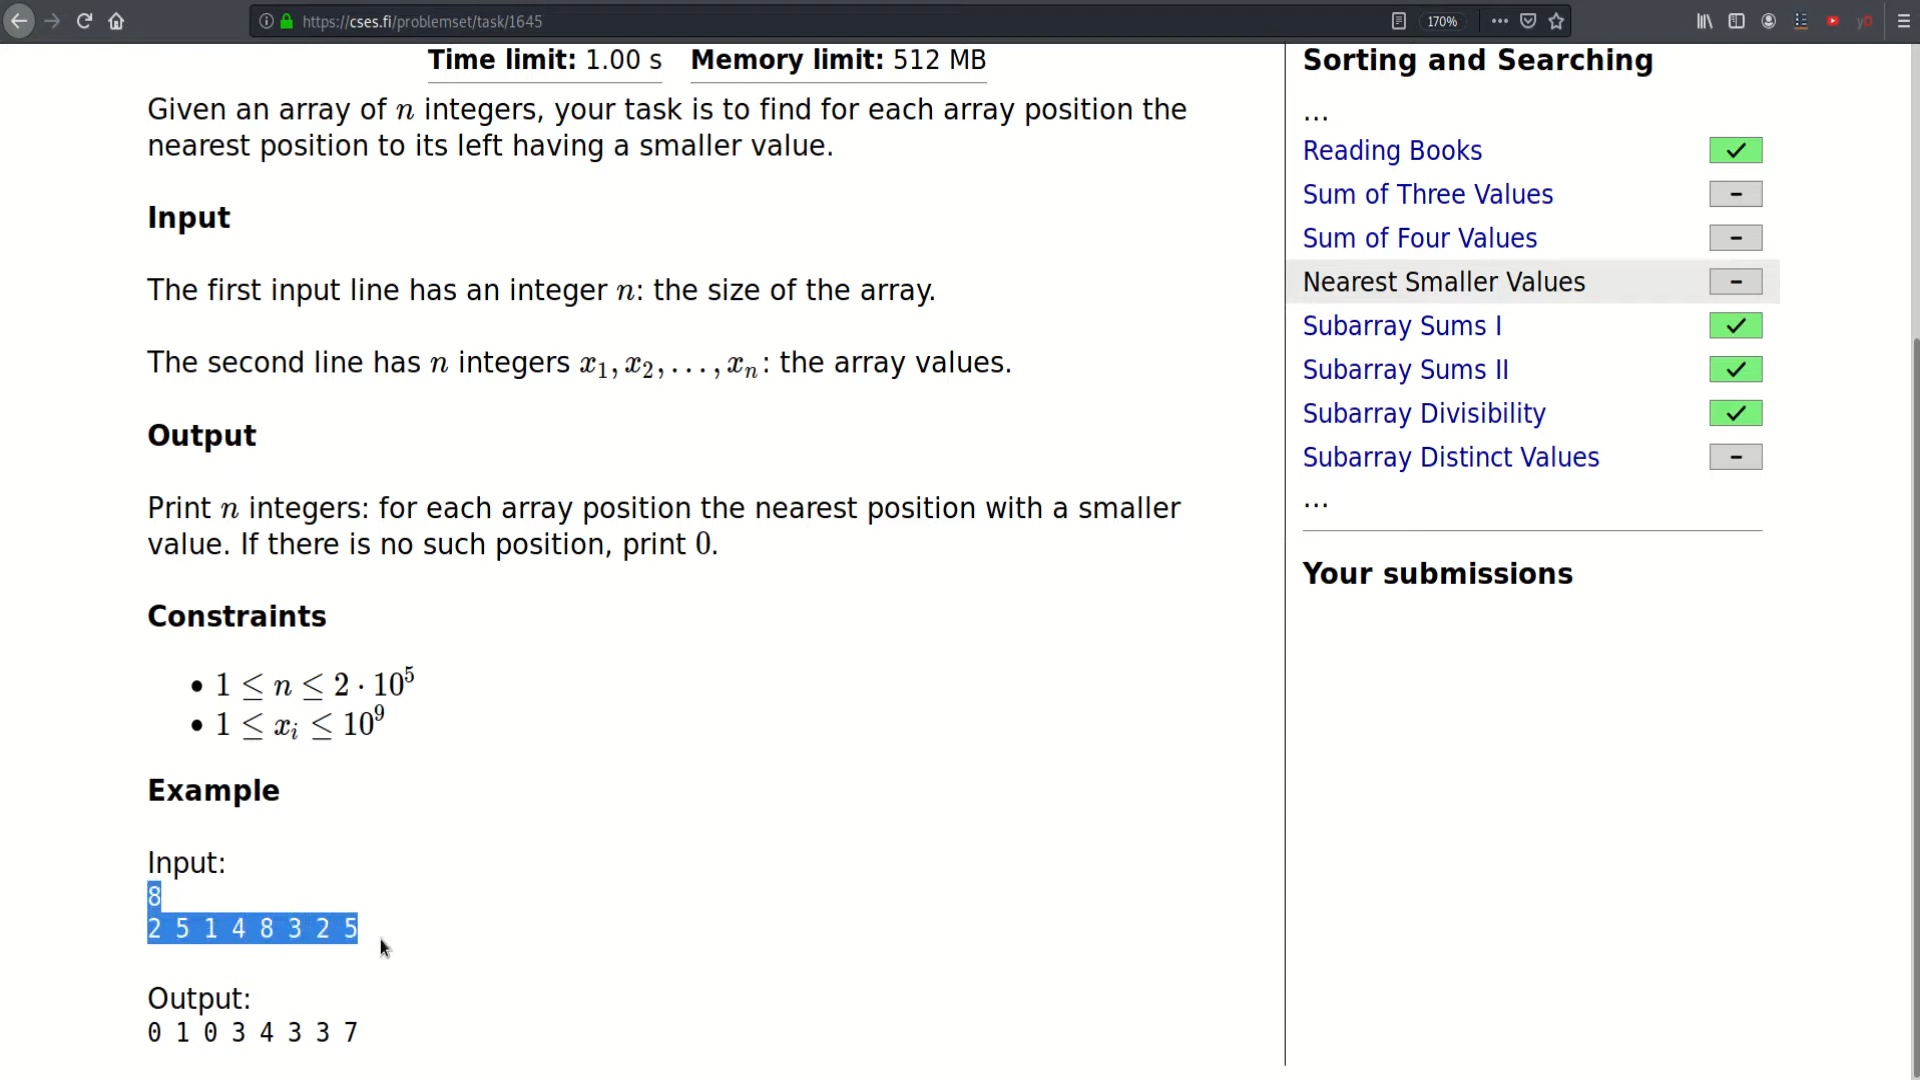 https://cses.fi/problemset/task/1645
170%
Time limit: 1.00 s Memory limit: 512 MB
Given an array of n integers, your task is to find for each array position the
nearest position to its left having a smaller value.
Input
The first input line has an integer n: the size of the array.
The second line has n integers x₁, x₂, …, xₙ: the array values.
Output
Print n integers: for each array position the nearest position with a smaller
value. If there is no such position, print 0.
Constraints
• 1 ≤ n ≤ 2 · 10⁵
• 1 ≤ xᵢ ≤ 10⁹
Example
Input:
8
2 5 1 4 8 3 2 5
Output:
0 1 0 3 4 3 3 7
Sorting and Searching
...
Reading Books
Sum of Three Values –
Sum of Four Values –
Nearest Smaller Values –
Subarray Sums I
Subarray Sums II
Subarray Divisibility
Subarray Distinct Values –
...
Your submissions